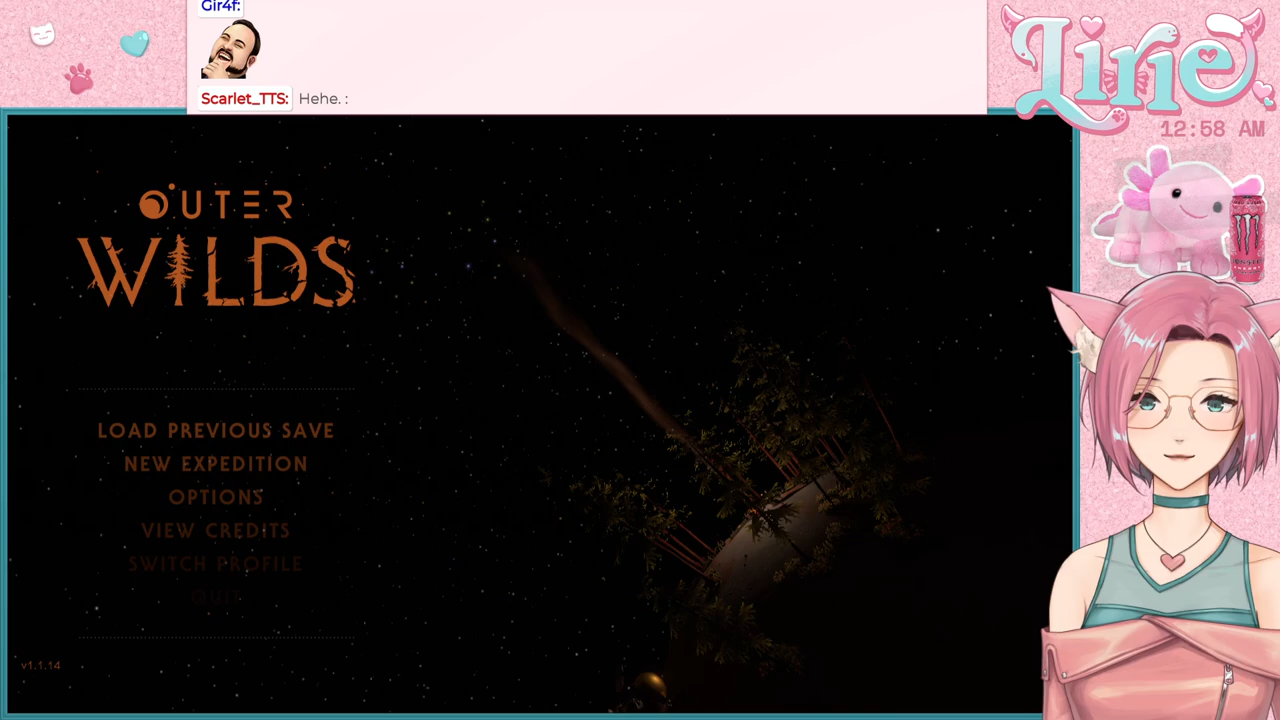 Gir4f:
Scarlet_TTS: Hehe. :
Lirie
12:58 AM
OUTER
WILDS
LOAD PREVIOUS SAVE
NEW EXPEDITION
OPTIONS
VIEW CREDITS
SWITCH PROFILE
QUIT
v1.1.14